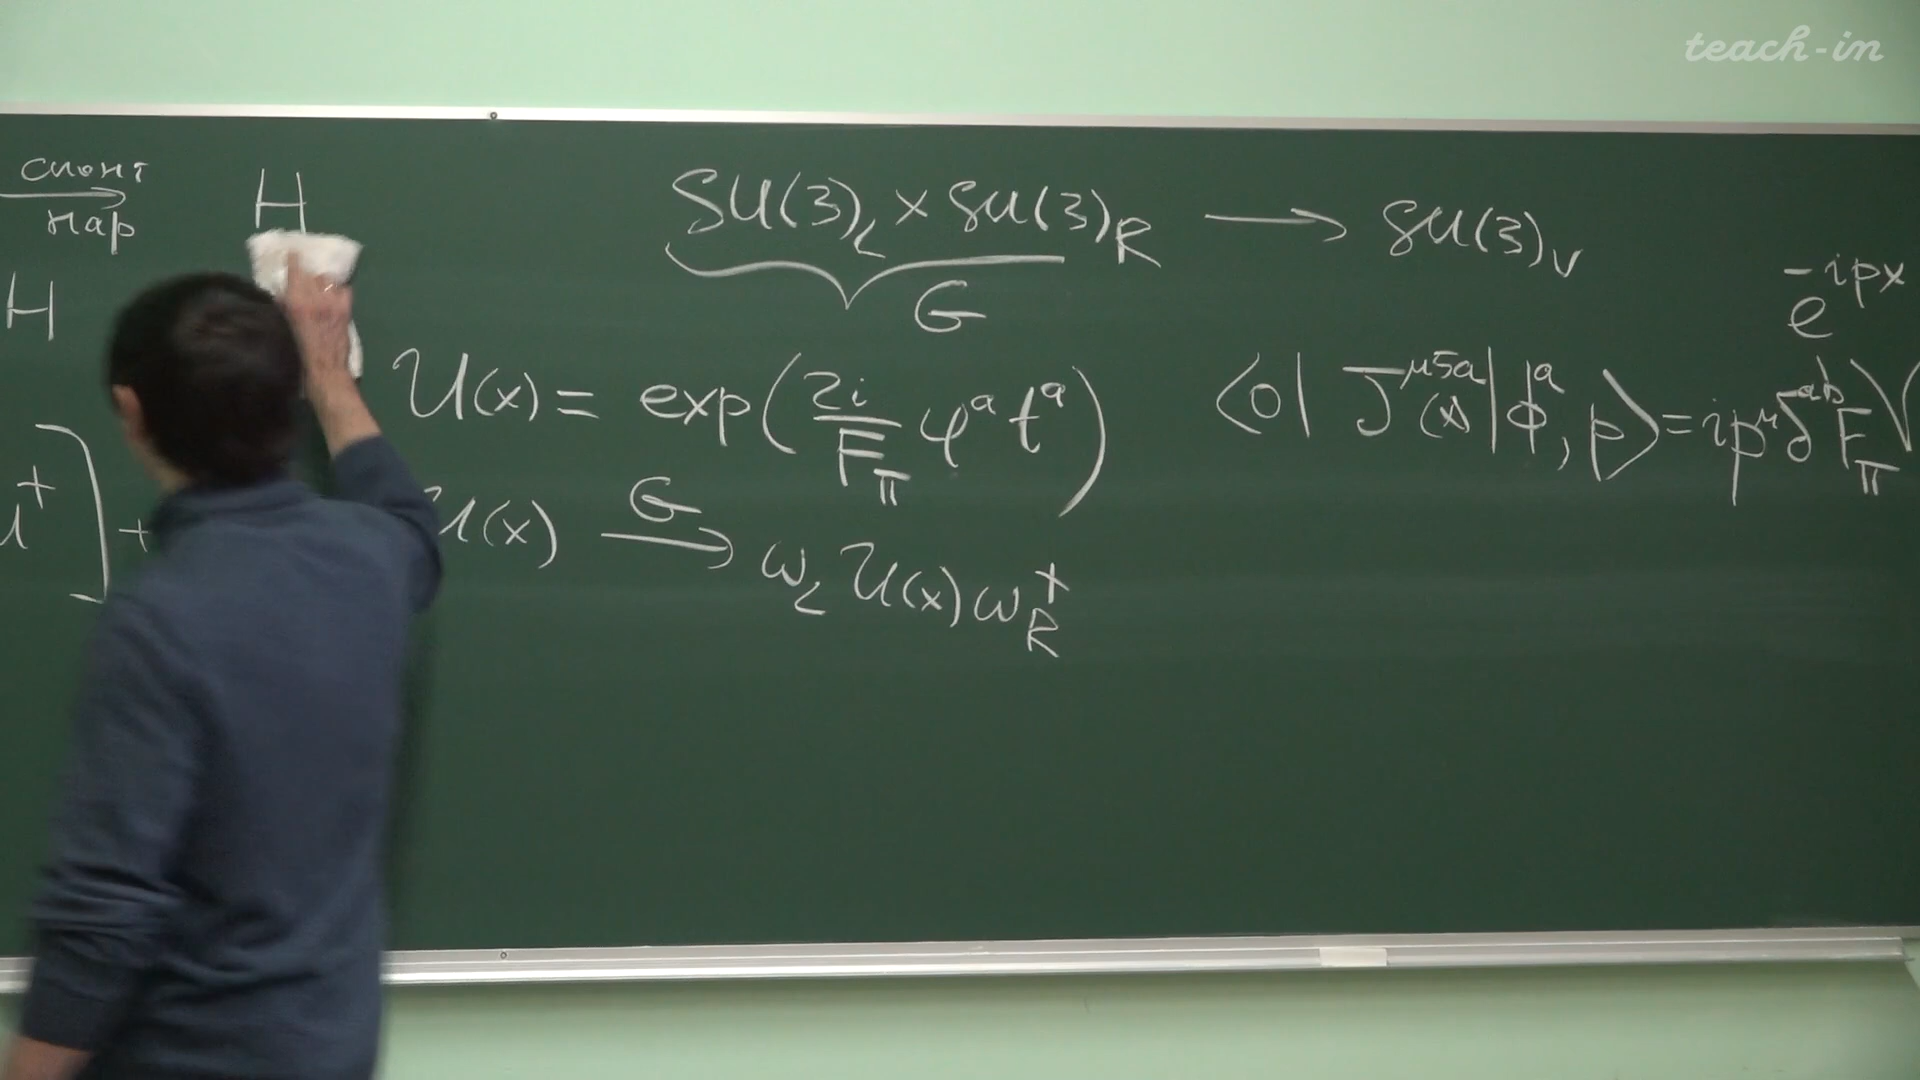 teach-in
спонт
нар
H
H
SU(3)_L × SU(3)_R → SU(3)_V
G
e^{-ipx}
U(x) = exp(2i/F_π φ^a t^a)
⟨0| J^{μ5a}(x) |ϕ^a, p⟩ = ip^μ δ^{ab} F_π √
U(x) →^G ω_L U(x) ω_R^+
] +